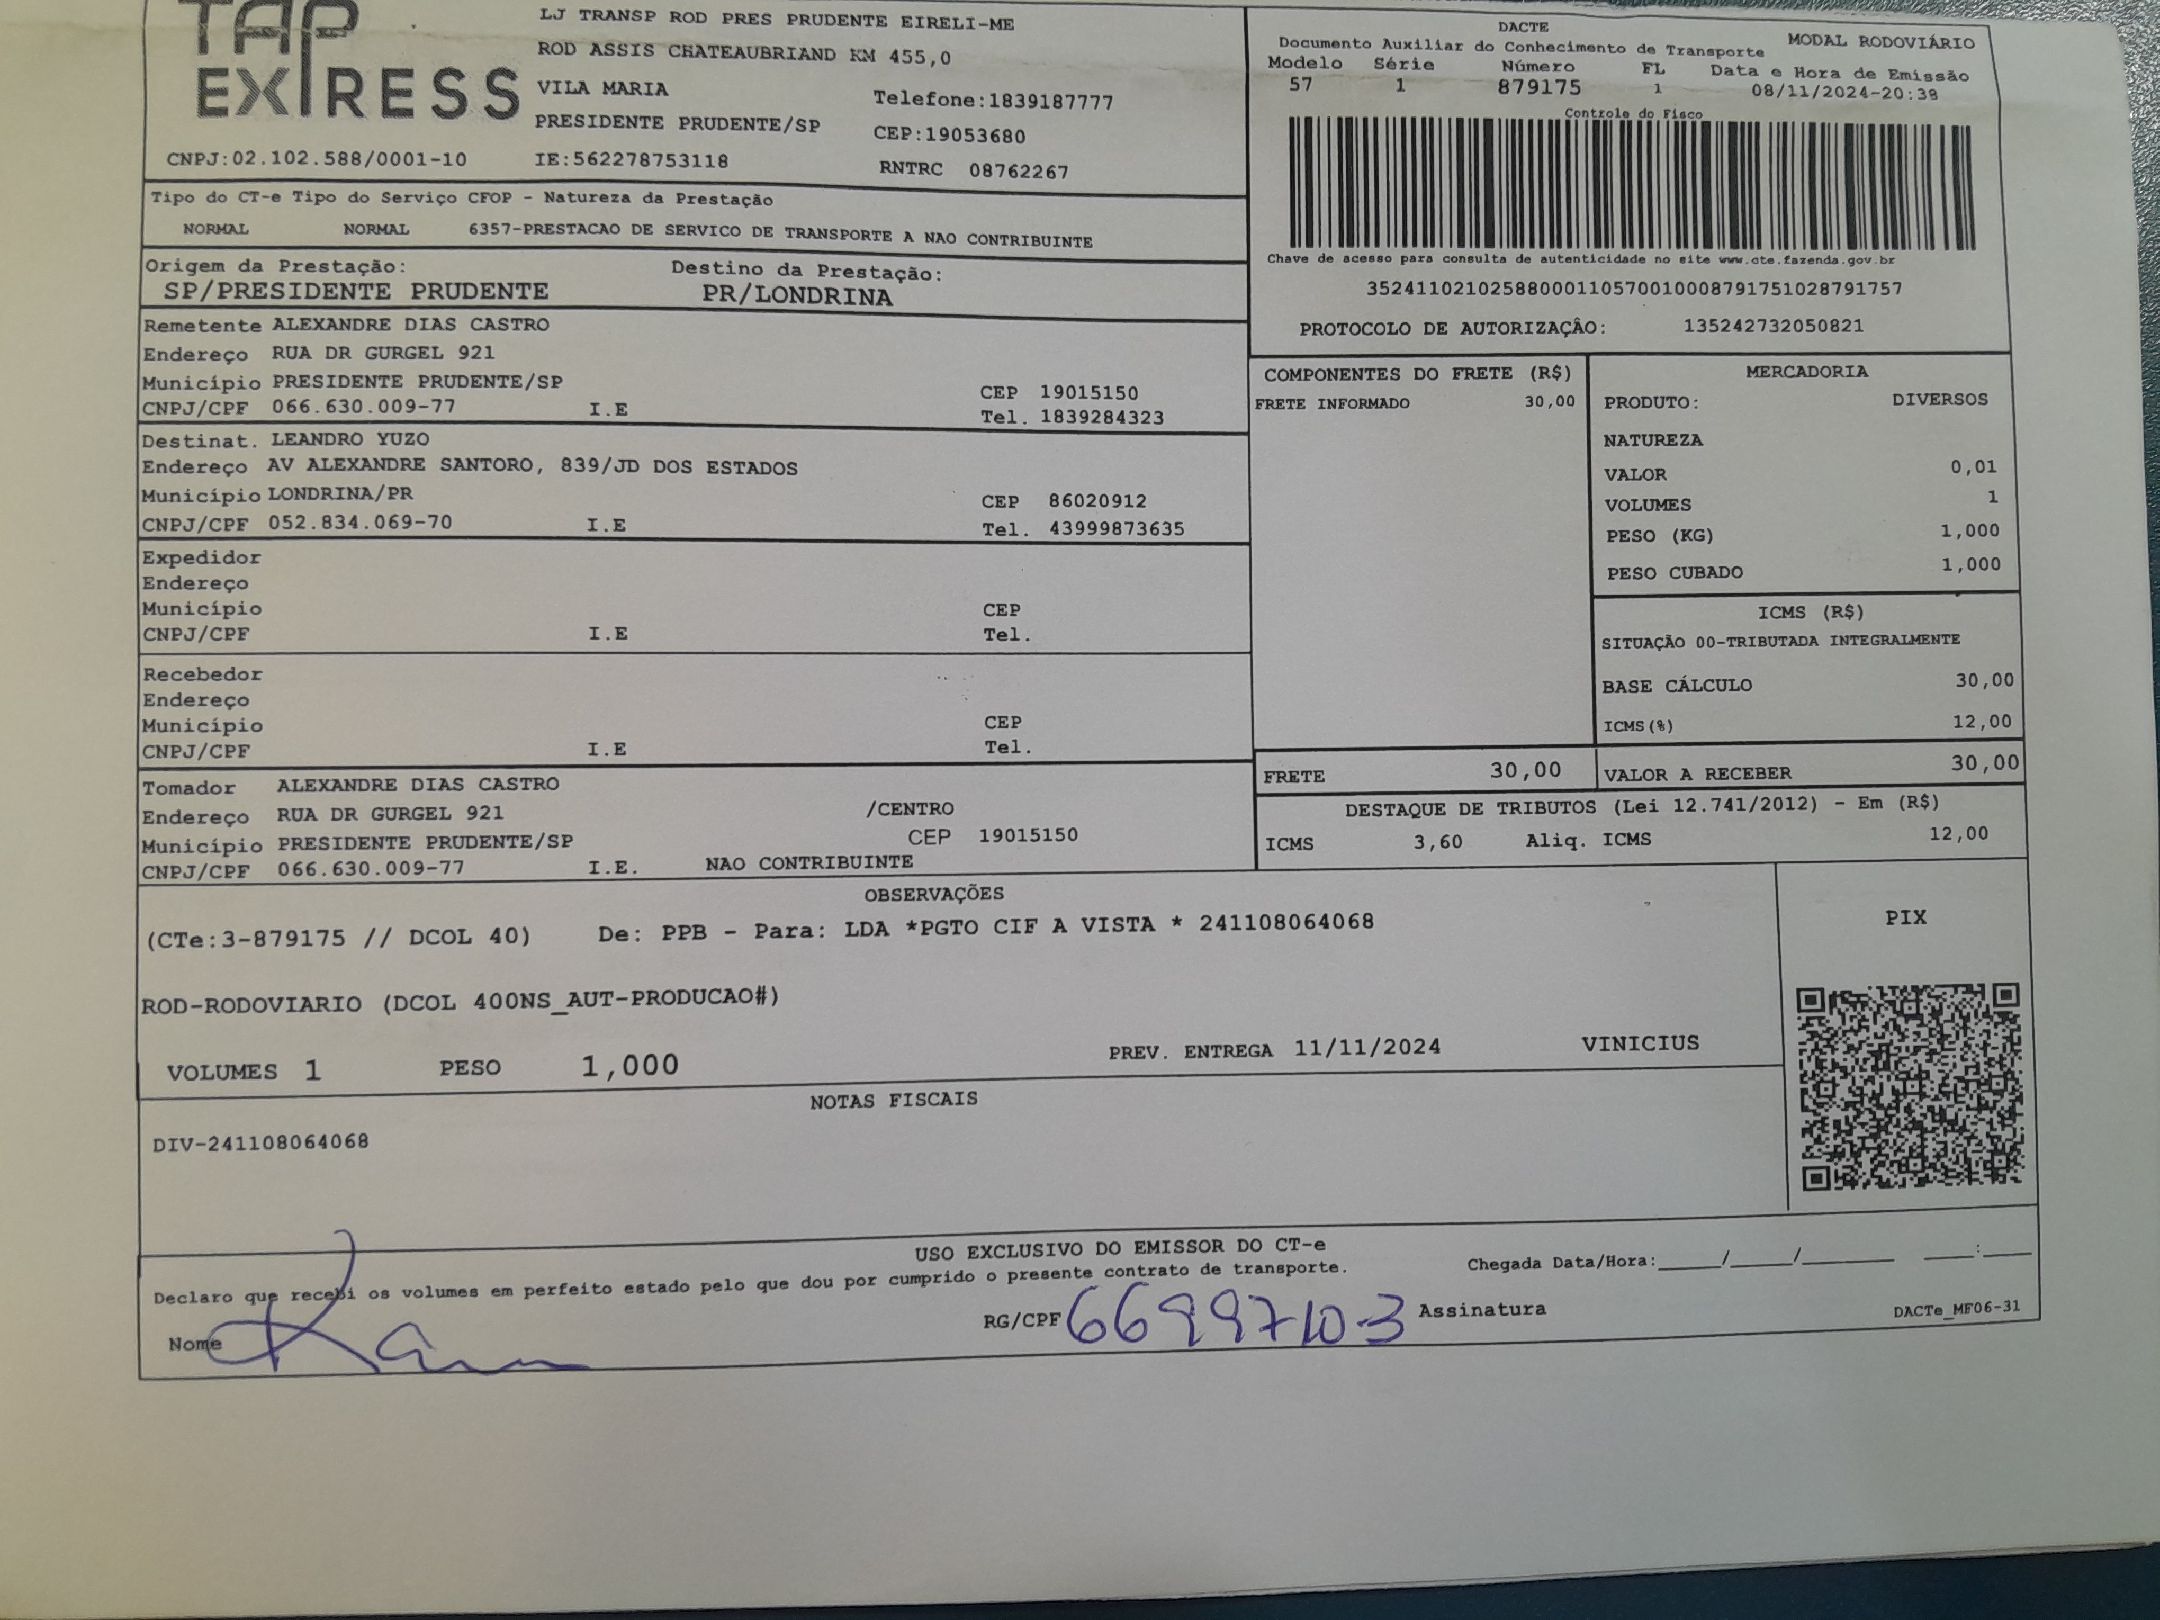 TAP EXPRESS
LJ TRANSP ROD PRES PRUDENTE EIRELI-ME
ROD ASSIS CHATEAUBRIAND KM 455,0
VILA MARIA Telefone:1839187777
PRESIDENTE PRUDENTE/SP CEP:19053680
CNPJ:02.102.588/0001-10 IE:562278753118 RNTRC 08762267
DACTE
Documento Auxiliar do Conhecimento de Transporte MODAL RODOVIÁRIO
Modelo Série Número FL Data e Hora de Emissão
57 1 879175 1 08/11/2024-20:38
Controle do Fisco
Chave de acesso para consulta de autenticidade no site www.cte.fazenda.gov.br
35241102102588000110570010008791751028791757
PROTOCOLO DE AUTORIZAÇÂO: 135242732050821
Tipo do CT-e Tipo do Serviço CFOP - Natureza da Prestação
NORMAL NORMAL 6357-PRESTACAO DE SERVICO DE TRANSPORTE A NAO CONTRIBUINTE
Origem da Prestação: Destino da Prestação:
SP/PRESIDENTE PRUDENTE PR/LONDRINA
Remetente ALEXANDRE DIAS CASTRO
Endereço RUA DR GURGEL 921
Município PRESIDENTE PRUDENTE/SP CEP 19015150
CNPJ/CPF 066.630.009-77 I.E Tel. 1839284323
Destinat. LEANDRO YUZO
Endereço AV ALEXANDRE SANTORO, 839/JD DOS ESTADOS
Município LONDRINA/PR CEP 86020912
CNPJ/CPF 052.834.069-70 I.E Tel. 43999873635
Expedidor
Endereço
Município CEP
CNPJ/CPF I.E Tel.
Recebedor
Endereço
Município CEP
CNPJ/CPF I.E Tel.
Tomador ALEXANDRE DIAS CASTRO
Endereço RUA DR GURGEL 921 /CENTRO
Município PRESIDENTE PRUDENTE/SP CEP 19015150
CNPJ/CPF 066.630.009-77 I.E. NAO CONTRIBUINTE
COMPONENTES DO FRETE (R$)
FRETE INFORMADO 30,00
MERCADORIA
PRODUTO: DIVERSOS
NATUREZA
VALOR 0,01
VOLUMES 1
PESO (KG) 1,000
PESO CUBADO 1,000
ICMS (R$)
SITUAÇÃO 00-TRIBUTADA INTEGRALMENTE
BASE CÁLCULO 30,00
ICMS(%) 12,00
FRETE 30,00 VALOR A RECEBER 30,00
DESTAQUE DE TRIBUTOS (Lei 12.741/2012) - Em (R$)
ICMS 3,60 Aliq. ICMS 12,00
OBSERVAÇÕES
(CTe:3-879175 // DCOL 40) De: PPB - Para: LDA *PGTO CIF A VISTA * 241108064068
ROD-RODOVIARIO (DCOL 400NS_AUT-PRODUCAO#)
VOLUMES 1 PESO 1,000 PREV. ENTREGA 11/11/2024 VINICIUS
PIX
NOTAS FISCAIS
DIV-241108064068
USO EXCLUSIVO DO EMISSOR DO CT-e
Declaro que recebi os volumes em perfeito estado pelo que dou por cumprido o presente contrato de transporte. Chegada Data/Hora:____/____/______ ___:___
Nome RG/CPF 6699710-3 Assinatura DACTe_MF06-31